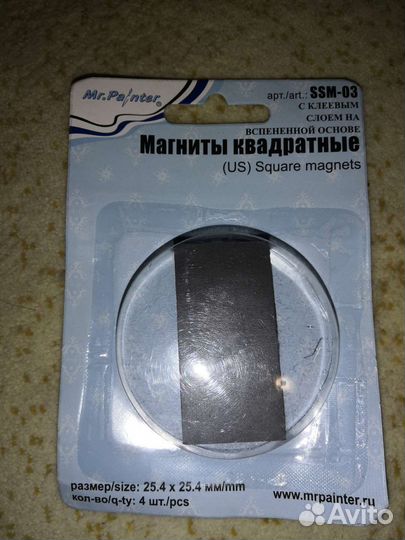 Mr.Painter®
арт./art.: SSM-03
С КЛЕЕВЫМ
СЛОЕМ НА
ВСПЕНЕННОЙ ОСНОВЕ
Магниты квадратные
(US) Square magnets
размер/size: 25.4 x 25.4 мм/mm
кол-во/q-ty: 4 шт./pcs
www.mrpainter.ru
Avito